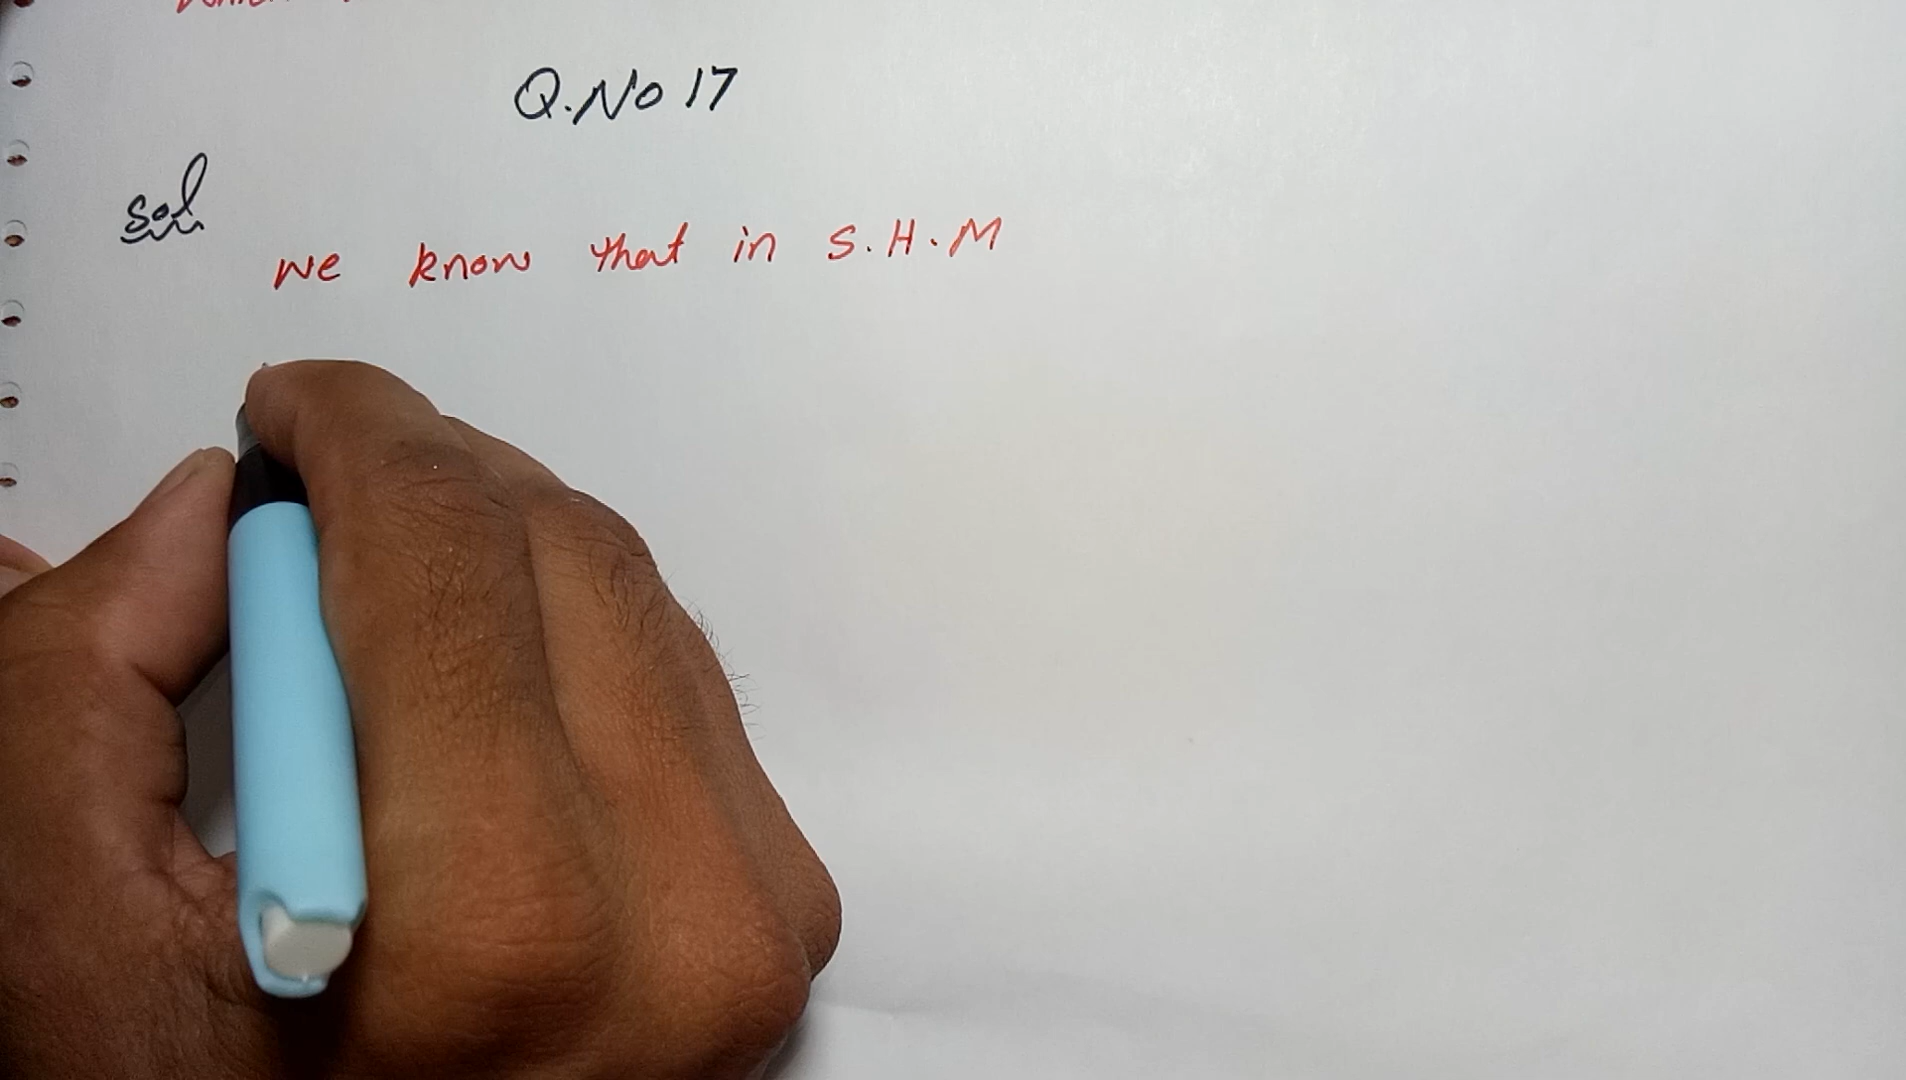 Q.No 17
Sol
we know that in S.H.M